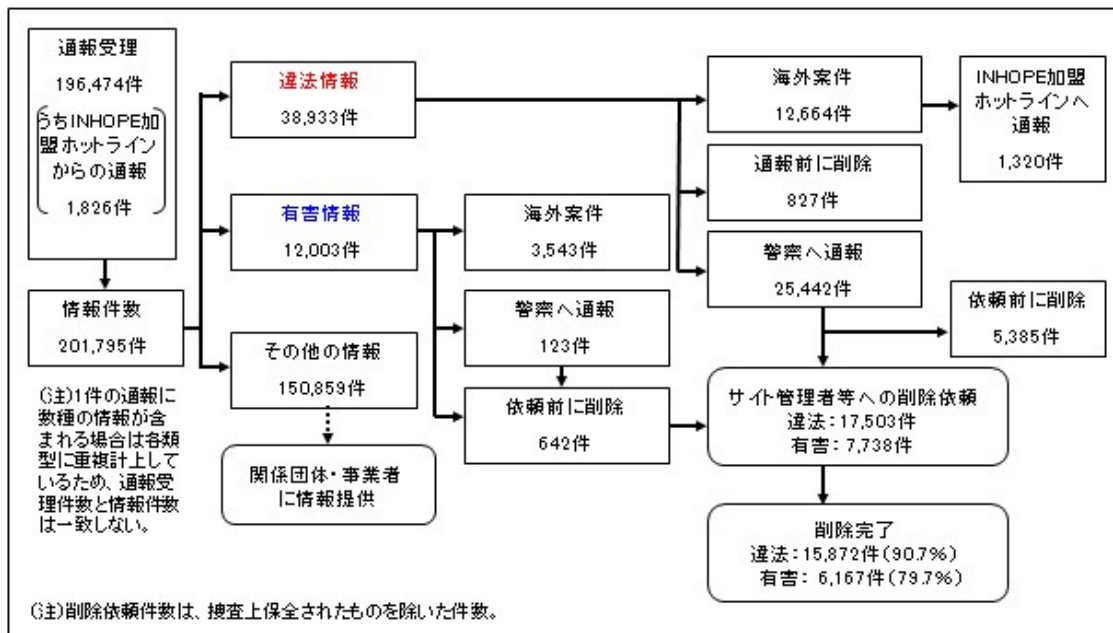 通報受理
196,474件
うちINHOPE加
盟ホットライン
からの通報
1,826件
情報件数
201,795件
(注)1件の通報に
数種の情報が含
まれる場合は各類
型に重複計上して
いるため、通報受
理件数と情報件数
は一致しない。
違法情報
38,933件
有害情報
12,003件
その他の情報
150,859件
関係団体・事業者
に情報提供
海外案件
3,543件
警察へ通報
123件
依頼前に削除
642件
海外案件
12,664件
通報前に削除
827件
警察へ通報
25,442件
INHOPE加盟
ホットラインへ
通報
1,320件
依頼前に削除
5,385件
サイト管理者等への削除依頼
違法:17,503件
有害:7,738件
削除完了
違法:15,872件(90.7%)
有害: 6,167件(79.7%)
(注)削除依頼件数は、捜査上保全されたものを除いた件数。